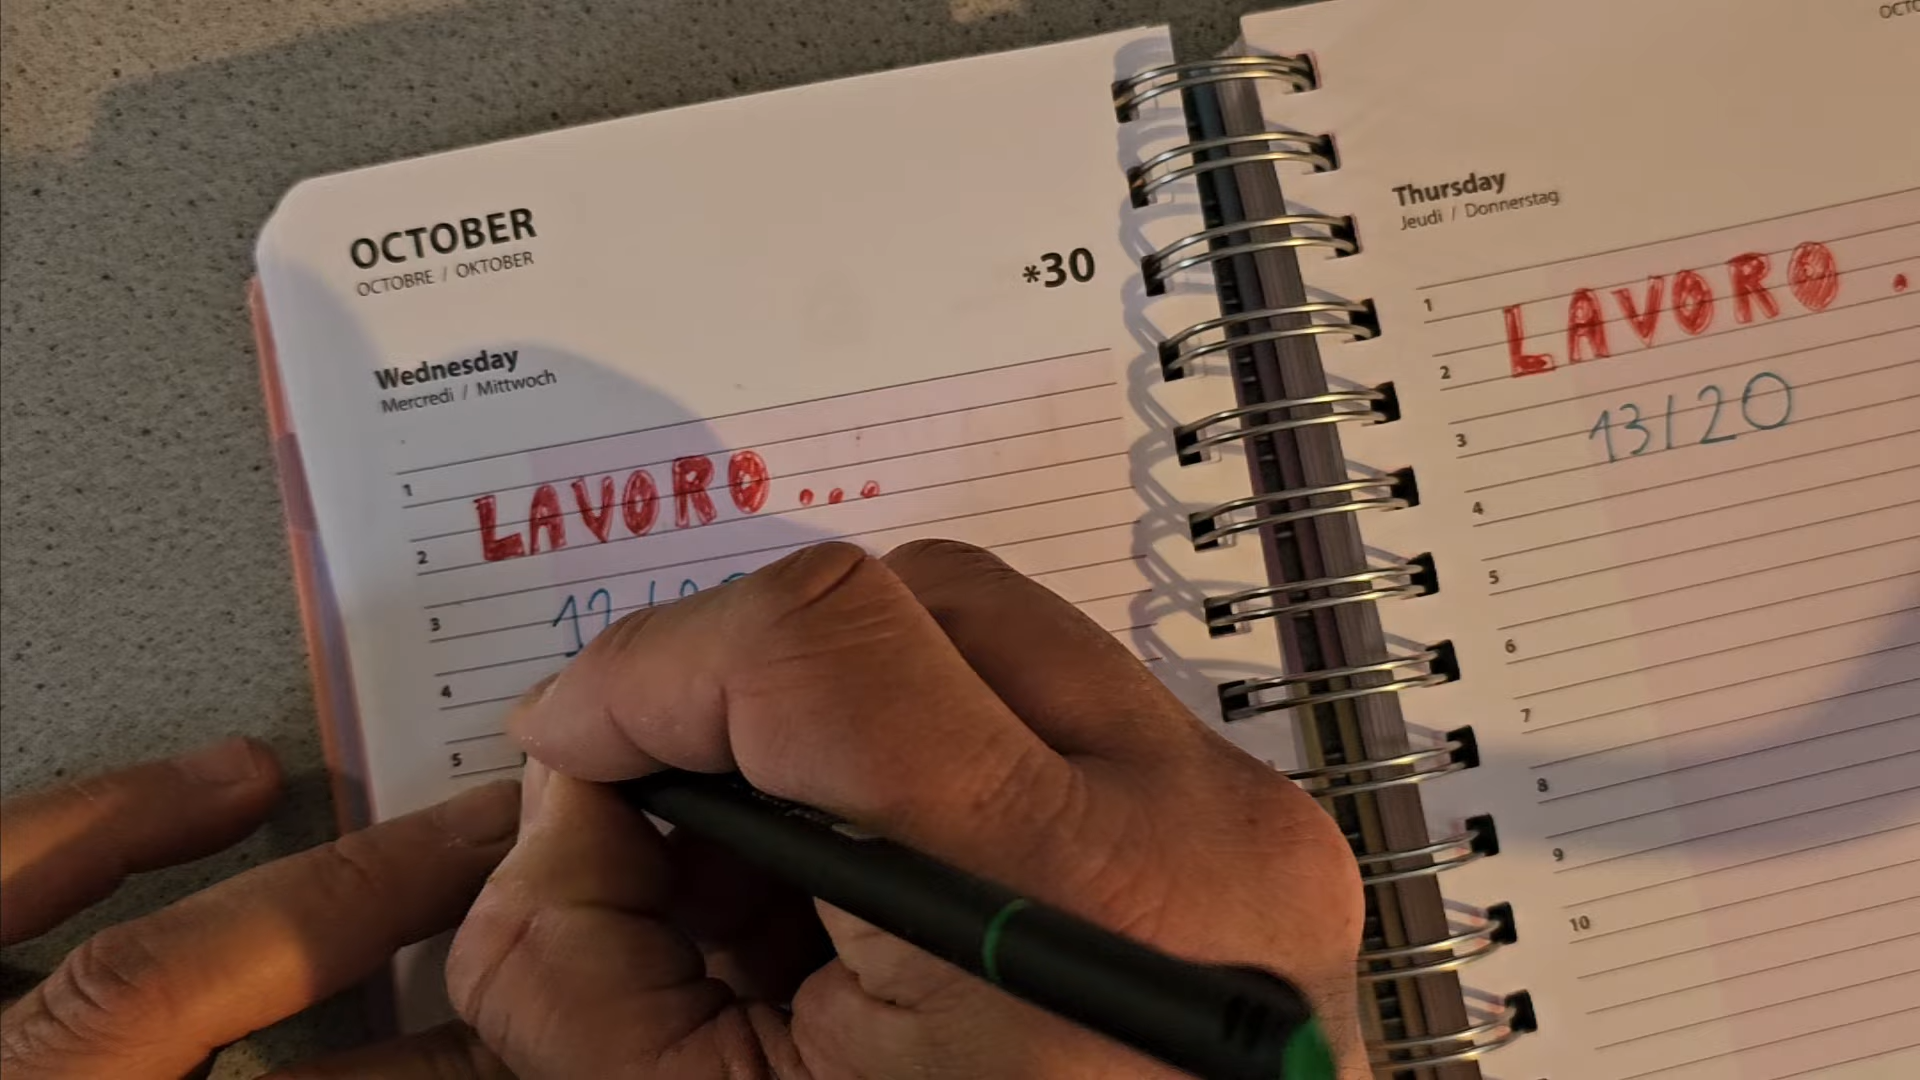 OCTOBER
OCTOBRE / OKTOBER
*30
Wednesday
Mercredi / Mittwoch
1
LAVORO...
2
3
4
5
Thursday
Jeudi / Donnerstag
1
LAVORO .
2
13/20
3
4
5
6
7
8
9
10